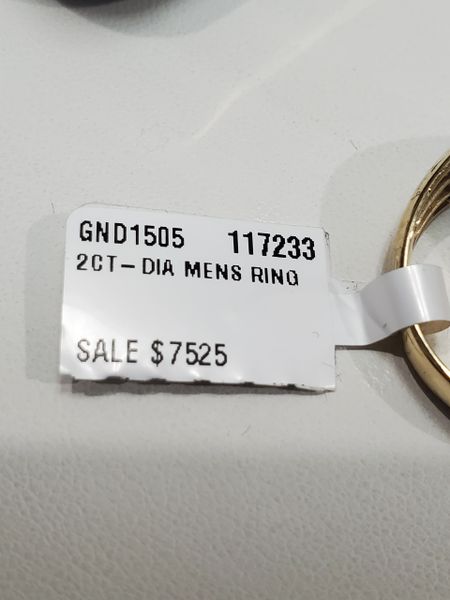 GND1505 117233
2CT-DIA MENS RING
SALE $7525